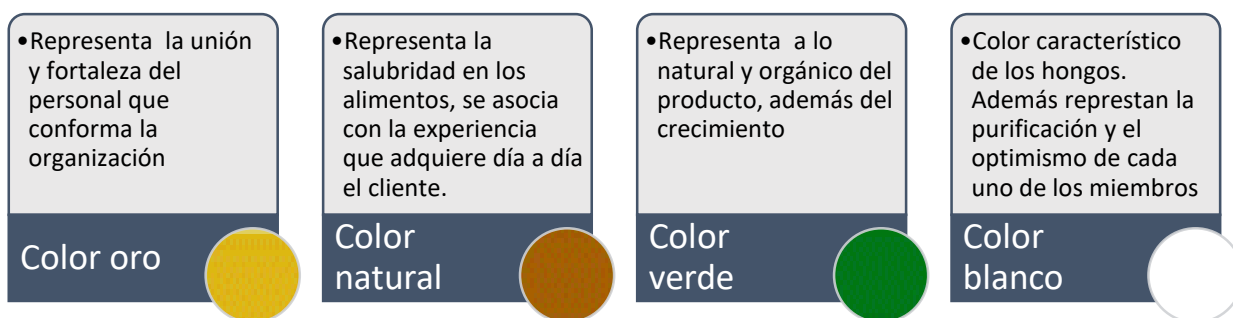 •Representa la unión
y fortaleza del
personal que
conforma la
organización
Color oro
•Representa la
salubridad en los
alimentos, se asocia
con la experiencia
que adquiere día a día
el cliente.
Color
natural
•Representa a lo
natural y orgánico del
producto, además del
crecimiento
Color
verde
•Color característico
de los hongos.
Además represtan la
purificación y el
optimismo de cada
uno de los miembros
Color
blanco